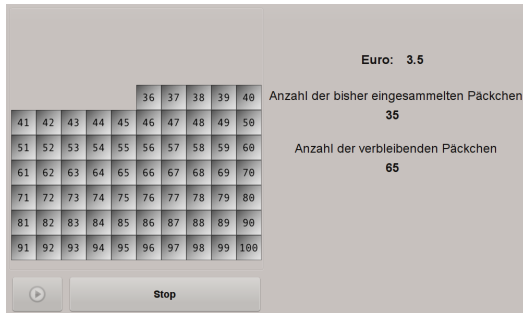 Euro: 3.5
Anzahl der bisher eingesammelten Päckchen
35
Anzahl der verbleibenden Päckchen
65
36 37 38 39 40
41 42 43 44 45 46 47 48 49 50
51 52 53 54 55 56 57 58 59 60
61 62 63 64 65 66 67 68 69 70
71 72 73 74 75 76 77 78 79 80
81 82 83 84 85 86 87 88 89 90
91 92 93 94 95 96 97 98 99 100
Stop